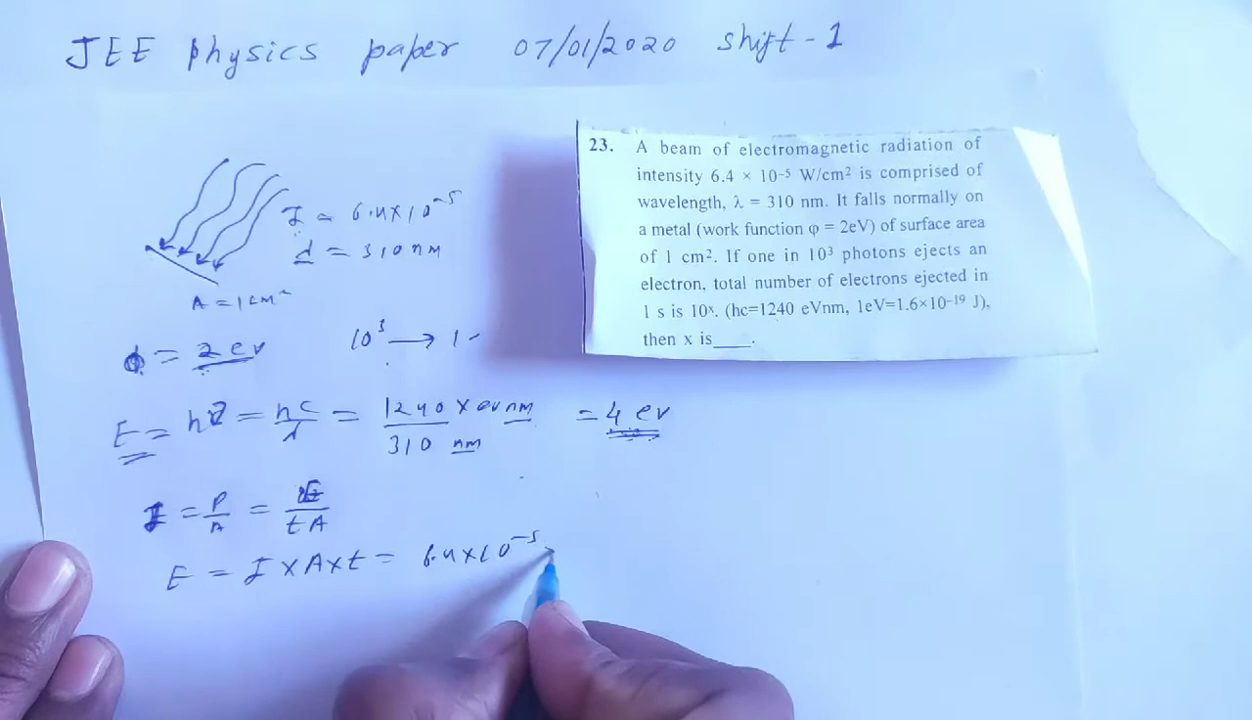 JEE physics paper 07/01/2020 shift-1
I = 6.4×10⁻⁵
λ = 310 nm
A = 1 cm²
ϕ = 2 ev
10³ → 1
E = hν = hc/λ = 1240 × ev nm / 310 nm = 4 ev
I = P/A = E/tA
E = I×A×t = 6.4×10⁻⁵
23. A beam of electromagnetic radiation of
intensity 6.4 × 10⁻⁵ W/cm² is comprised of
wavelength, λ = 310 nm. It falls normally on
a metal (work function φ = 2eV) of surface area
of 1 cm². If one in 10³ photons ejects an
electron, total number of electrons ejected in
1 s is 10ˣ. (hc=1240 eVnm, 1eV=1.6×10⁻¹⁹ J),
then x is____.